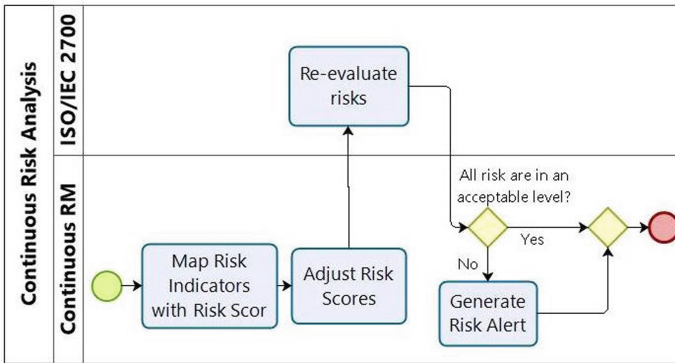 Continuous Risk Analysis
ISO/IEC 2700
Continuous RM
Re-evaluate
risks
All risk are in an
acceptable level?
Map Risk
Indicators
with Risk Scor
Adjust Risk
Scores
Yes
No
Generate
Risk Alert